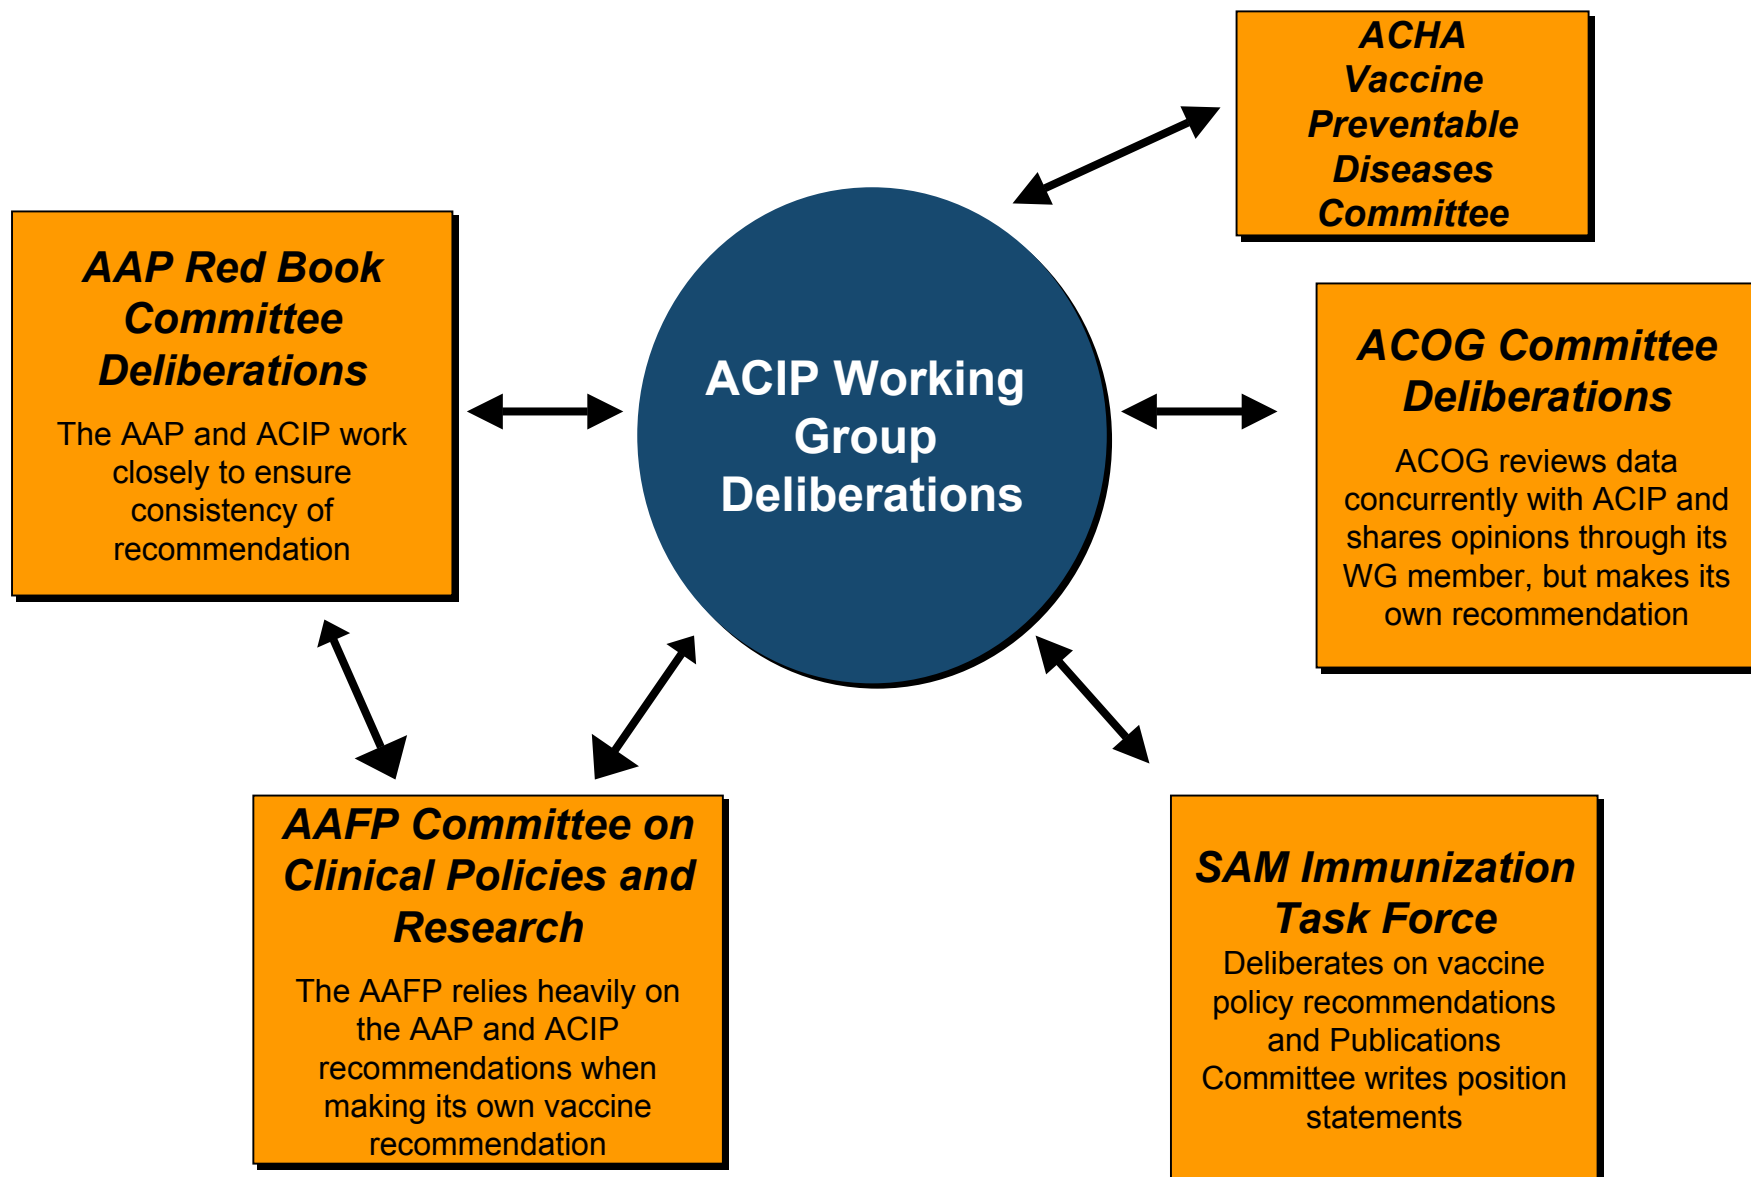 ACHA
Vaccine
Preventable
Diseases
Committee
AAP Red Book
Committee
Deliberations
The AAP and ACIP work
closely to ensure
consistency of
recommendation
ACIP Working
Group
Deliberations
ACOG Committee
Deliberations
ACOG reviews data
concurrently with ACIP and
shares opinions through its
WG member, but makes its
own recommendation
AAFP Committee on
Clinical Policies and
Research
The AAFP relies heavily on
the AAP and ACIP
recommendations when
making its own vaccine
recommendation
SAM Immunization
Task Force
Deliberates on vaccine
policy recommendations
and Publications
Committee writes position
statements